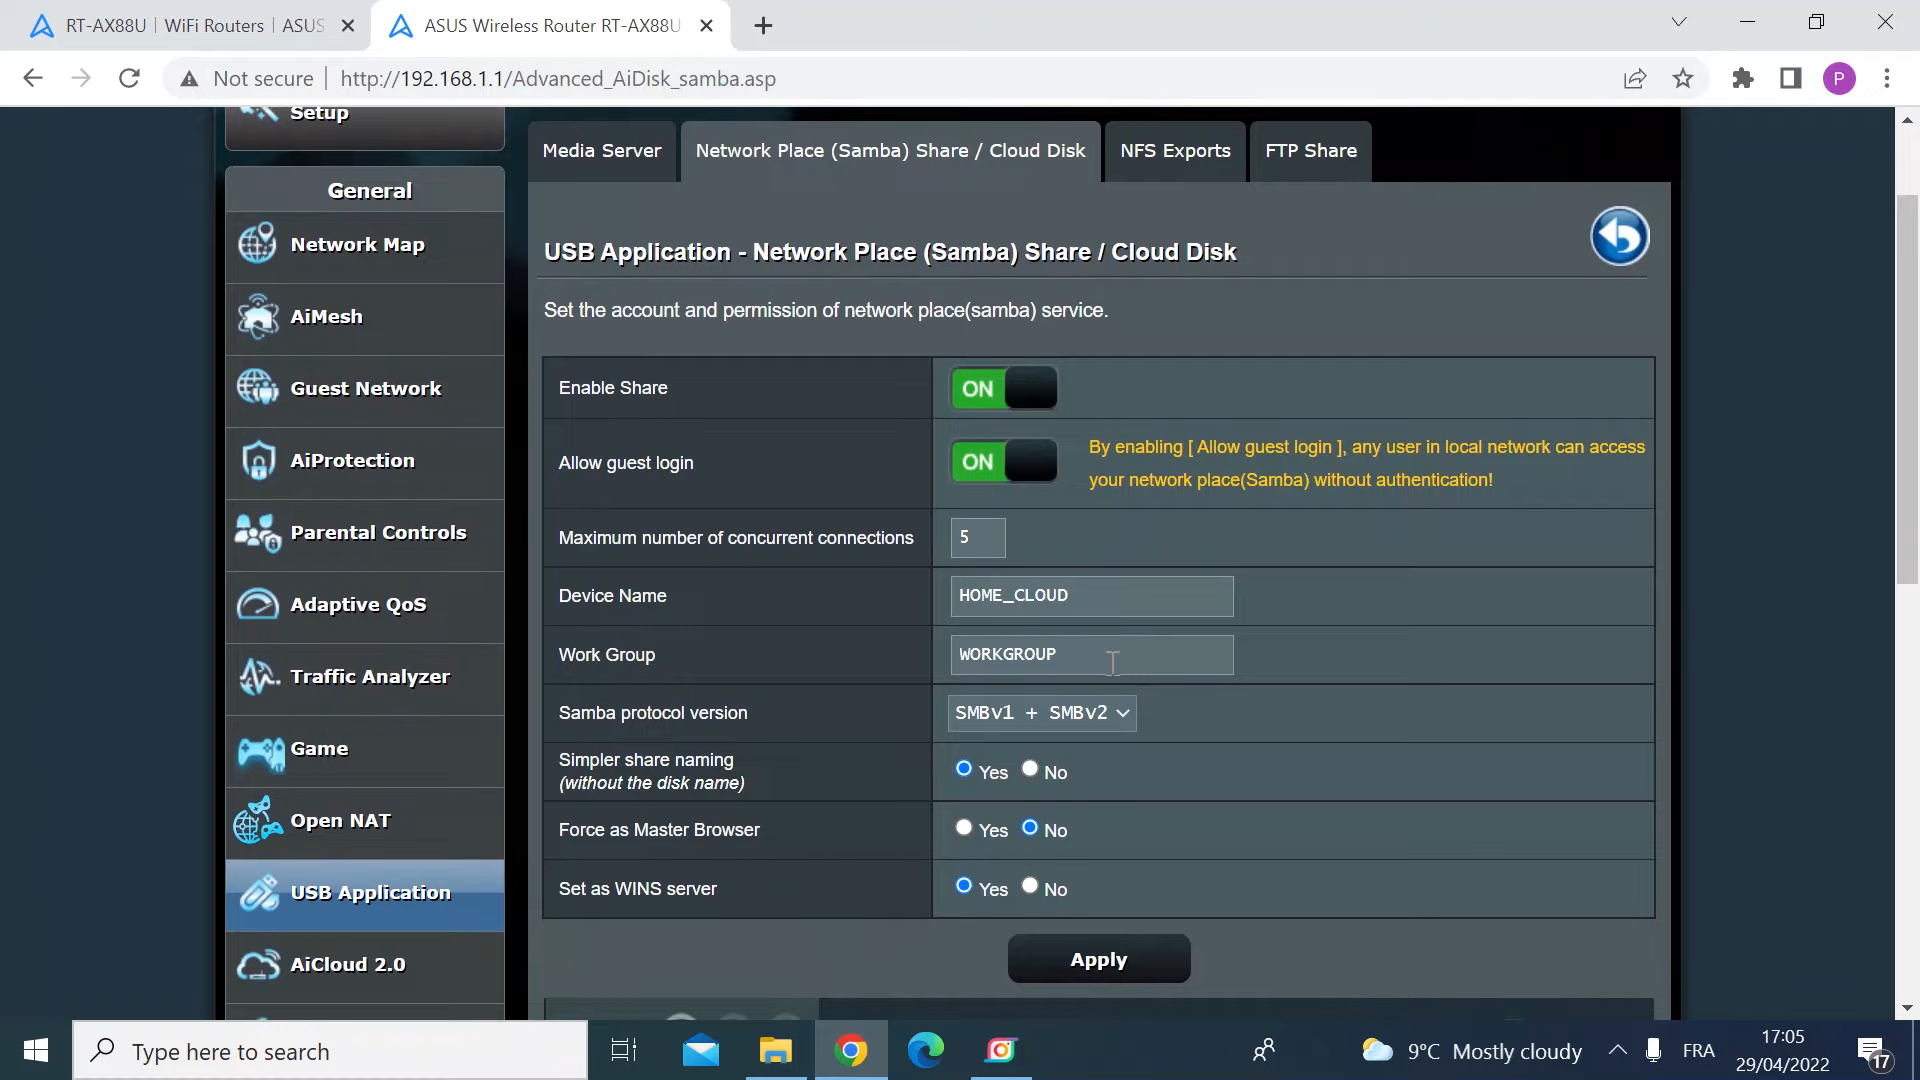 RT-AX88U | WiFi Routers | ASUS
ASUS Wireless Router RT-AX88U
Not secure
http://192.168.1.1/Advanced_AiDisk_samba.asp
P
Setup
General
Network Map
AiMesh
Guest Network
AiProtection
Parental Controls
Adaptive QoS
Traffic Analyzer
Game
Open NAT
USB Application
AiCloud 2.0
Media Server
Network Place (Samba) Share / Cloud Disk
NFS Exports
FTP Share
USB Application - Network Place (Samba) Share / Cloud Disk
Set the account and permission of network place(samba) service.
Enable Share
ON
Allow guest login
ON
By enabling [ Allow guest login ], any user in local network can access
your network place(Samba) without authentication!
Maximum number of concurrent connections
5
Device Name
HOME_CLOUD
Work Group
WORKGROUP
Samba protocol version
SMBv1 + SMBv2
Simpler share naming
(without the disk name)
Yes No
Force as Master Browser
Yes No
Set as WINS server
Yes No
Apply
Type here to search
9°C Mostly cloudy
FRA
17:05
29/04/2022
17